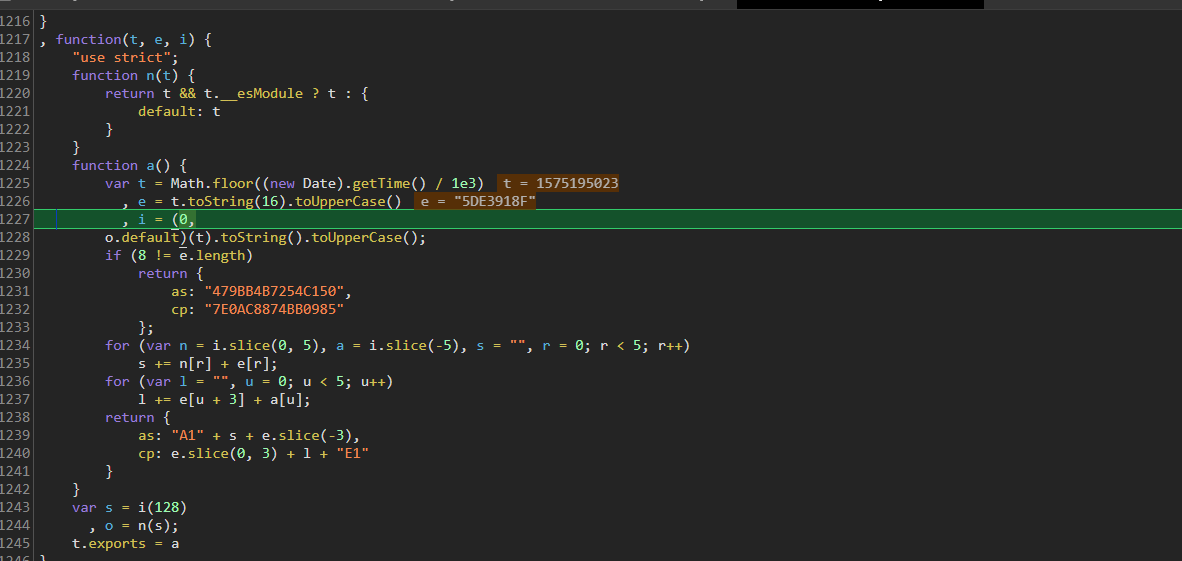 1216 }
1217 , function(t, e, i) {
1218 "use strict";
1219 function n(t) {
1220 return t && t.__esModule ? t : {
1221 default: t
1222 }
1223 }
1224 function a() {
1225 var t = Math.floor((new Date).getTime() / 1e3) t = 1575195023
1226 , e = t.toString(16).toUpperCase() e = "5DE3918F"
1227 , i = (0,
1228 o.default)(t).toString().toUpperCase();
1229 if (8 != e.length)
1230 return {
1231 as: "479BB4B7254C150",
1232 cp: "7E0AC8874BB0985"
1233 };
1234 for (var n = i.slice(0, 5), a = i.slice(-5), s = "", r = 0; r < 5; r++)
1235 s += n[r] + e[r];
1236 for (var l = "", u = 0; u < 5; u++)
1237 l += e[u + 3] + a[u];
1238 return {
1239 as: "A1" + s + e.slice(-3),
1240 cp: e.slice(0, 3) + l + "E1"
1241 }
1242 }
1243 var s = i(128)
1244 , o = n(s);
1245 t.exports = a
1246 }